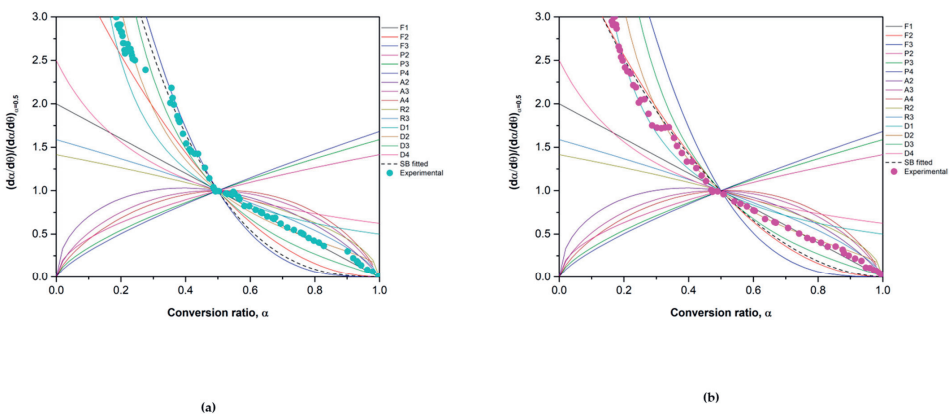 3.0
2.5
2.0
1.5
1.0
0.5
0.0
0.0
0.2
0.4
0.6
0.8
1.0
(dα/dθ)/(dα/dθ)α=0.5
Conversion ratio, α
F1
F2
F3
P2
P3
P4
A2
A3
A4
R2
R3
D1
D2
D3
D4
SB fitted
Experimental
(a)
3.0
2.5
2.0
1.5
1.0
0.5
0.0
0.0
0.2
0.4
0.6
0.8
1.0
(dα/dθ)/(dα/dθ)α=0.5
Conversion ratio, α
F1
F2
F3
P2
P3
P4
A2
A3
A4
R2
R3
D1
D2
D3
D4
SB fitted
Experimental
(b)